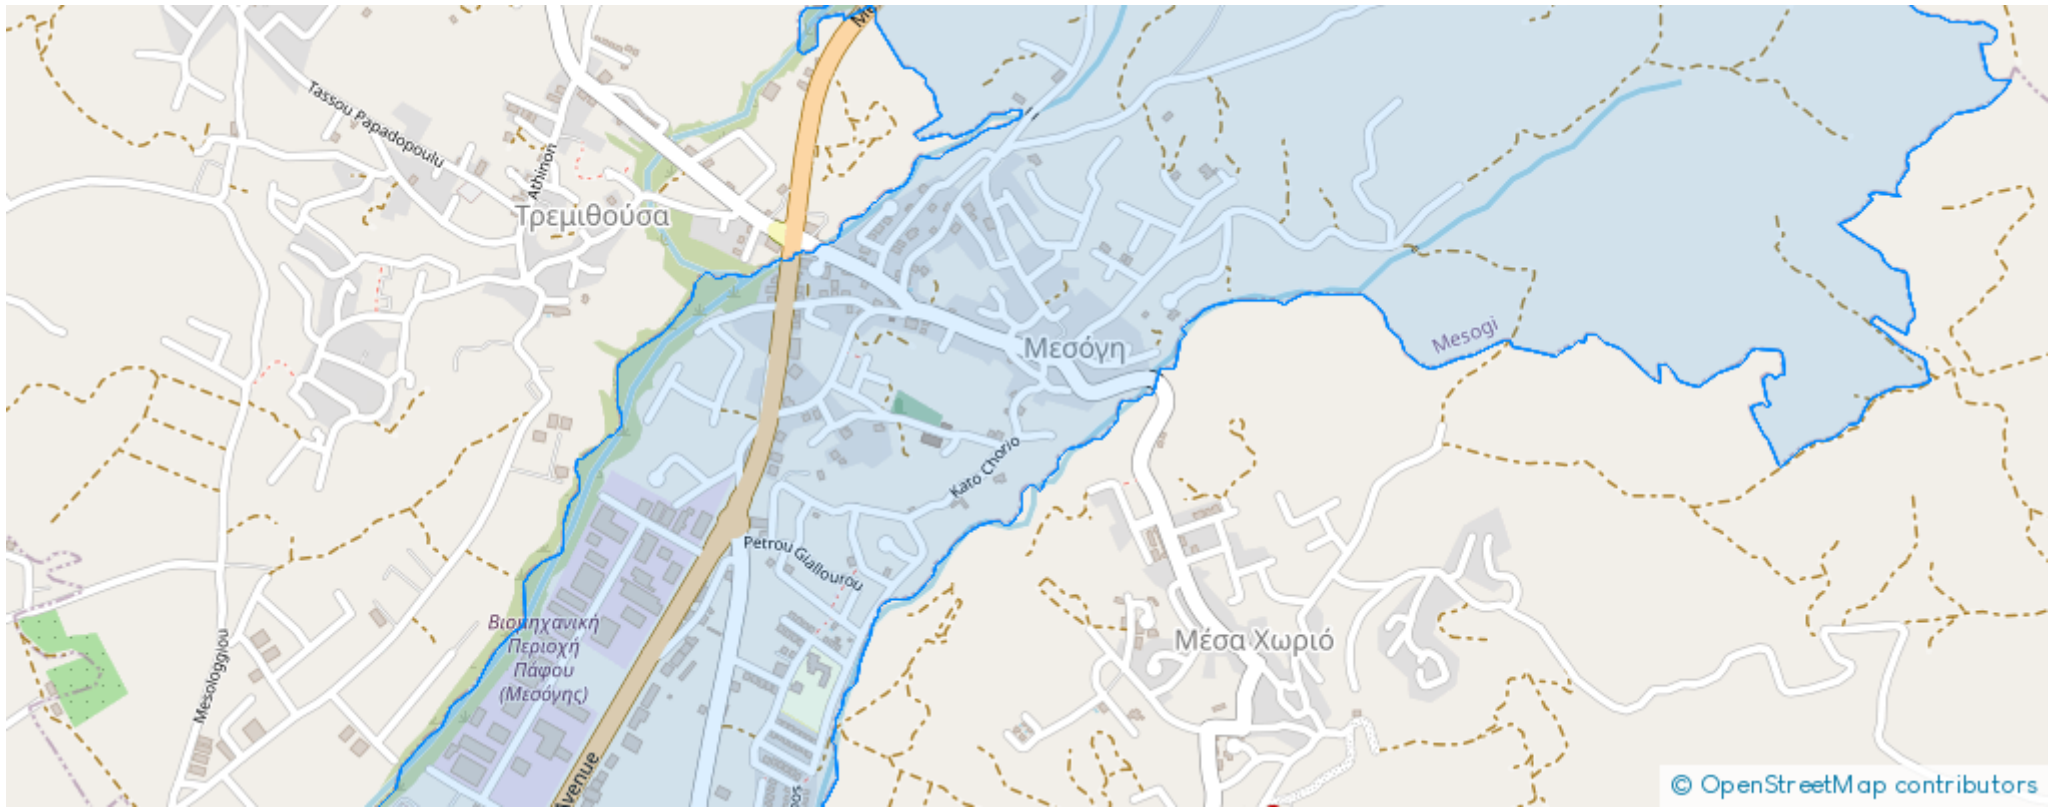 Tassou Papadopoulu
Athinon
Τρεμιθούσα
Mesogi
Μεσόγη
Kato Chorio
Petrou Giallourou
Βιομηχανική
Περιοχή
Πάφου
(Μεσόγης)
Μέσα Χωριό
Mesologgiou
Avenue
© OpenStreetMap contributors